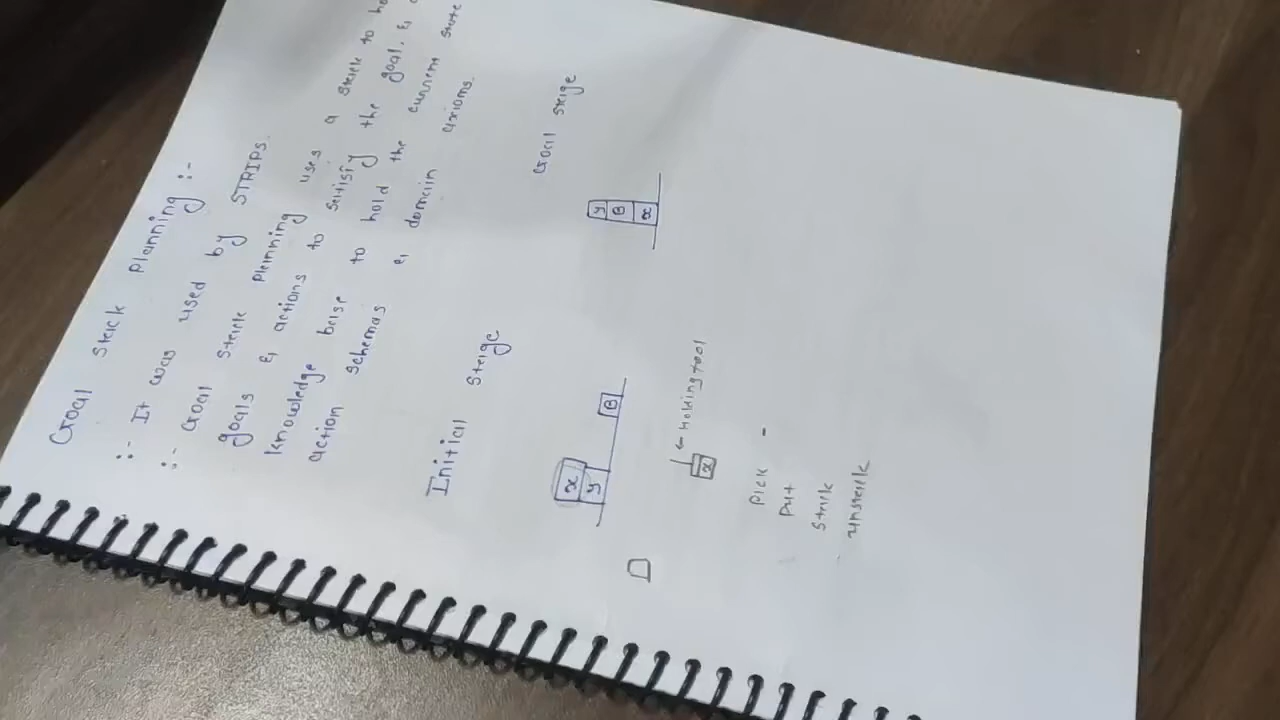 Goal stack planning :-
:- It was used by STRIPS.
:- Goal stack planning uses a stack to
goals & actions to satisfy the goal. &
knowledge base to hold the current state
action schemas & domain axioms.
Initial stage
Goal stage
x
y
B
y
B
x
← Holding tool
x
pick -
put
stack
unstack